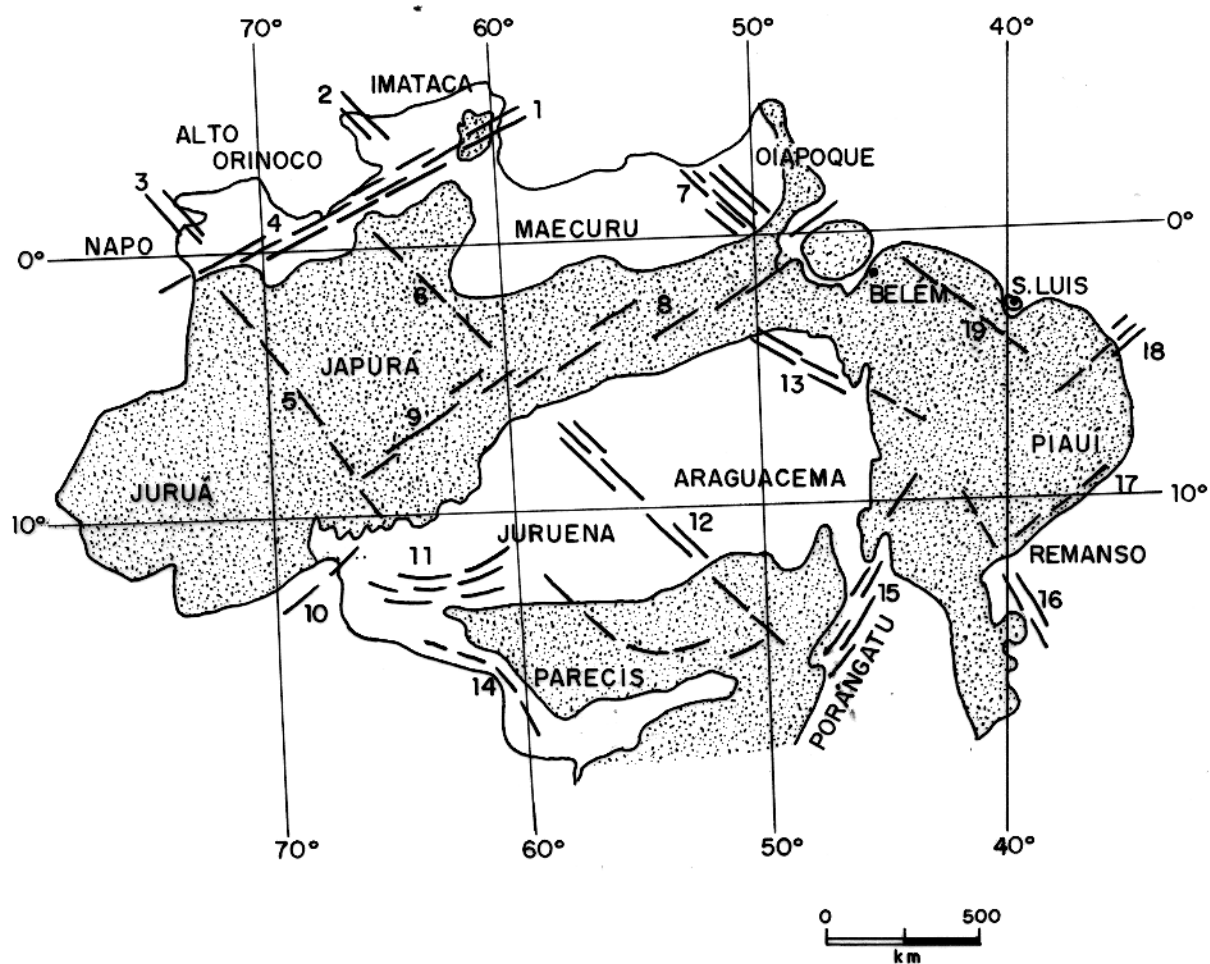 70° 60° 50° 40°
IMATACA
2
1
ALTO
ORINOCO
OIAPOQUE
3
7
4
MAECURU
NAPO
0°
0°
6
8
BELÉM
S. LUIS
19
18
JAPURÁ
13
5
9
PIAUÍ
ARAGUACEMA
17
JURUÁ
10°
10°
12
JURUENA
REMANSO
11
15
16
10
PARECIS
14
PORANGATU
70° 60° 50° 40°
0 500
km